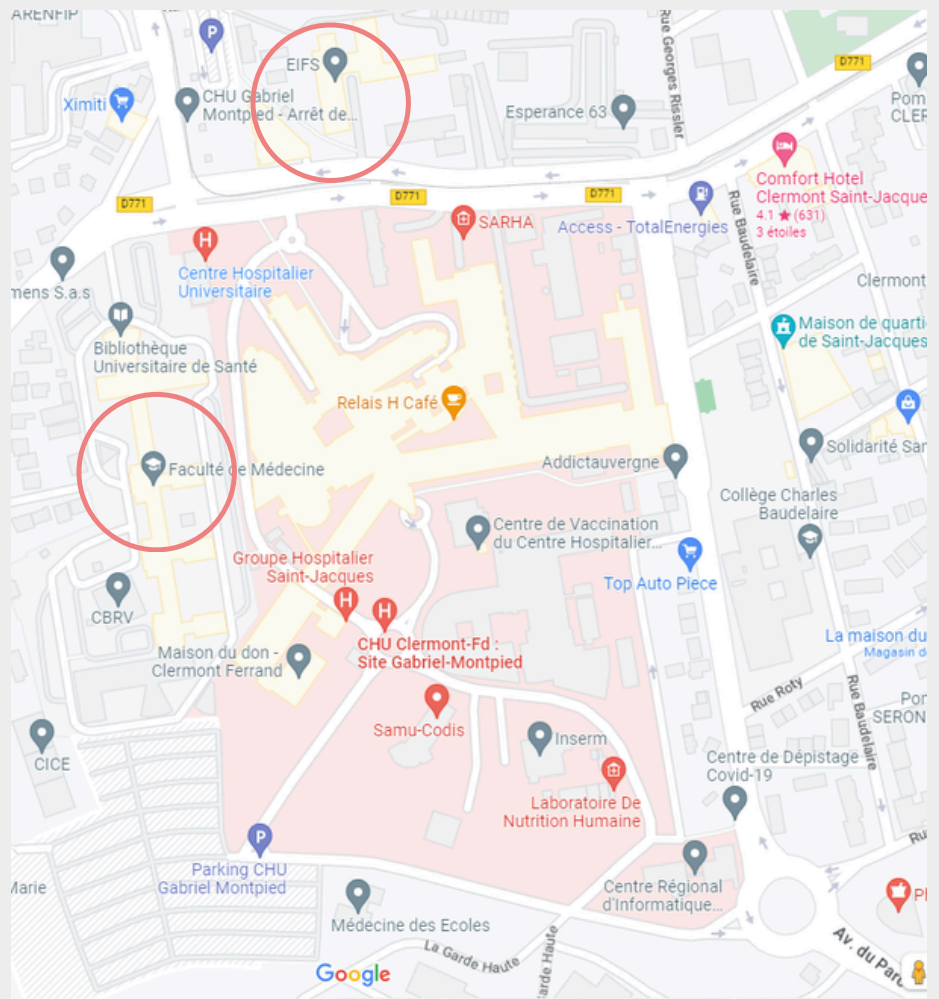 ARENFIP
P
EIFS
Ximiti
CHU Gabriel
Montpied - Arrêt de...
Rue Georges Rissler
Esperance 63
D771
Pom
CLER
Comfort Hotel
Clermont Saint-Jacque
4.1 ★ (631)
3 étoiles
D771
D771
D771
SARHA
Access - TotalEnergies
Rue Baudelaire
H
Centre Hospitalier
Universitaire
mens S.a.s
Clermont
Bibliothèque
Universitaire de Santé
Maison de quarti
de Saint-Jacques
Relais H Café
Solidarité Sar
Faculté de Médecine
Addictauvergne
Collège Charles
Baudelaire
Centre de Vaccination
du Centre Hospitalier...
Groupe Hospitalier
Saint-Jacques
H
H
Top Auto Piece
CBRV
CHU Clermont-Fd :
Site Gabriel-Montpied
La maison du
Magasin de
Maison du don -
Clermont Ferrand
Rue Roty
Rue Baudelaire
Por
SERON
Samu-Codis
CICE
Inserm
Centre de Dépistage
Covid-19
Laboratoire De
Nutrition Humaine
Ru
P
Parking CHU
Gabriel Montpied
Marie
Centre Régional
d'Informatique...
Médecine des Ecoles
La Garde Haute
arde Haute
Av. du Parc
Google